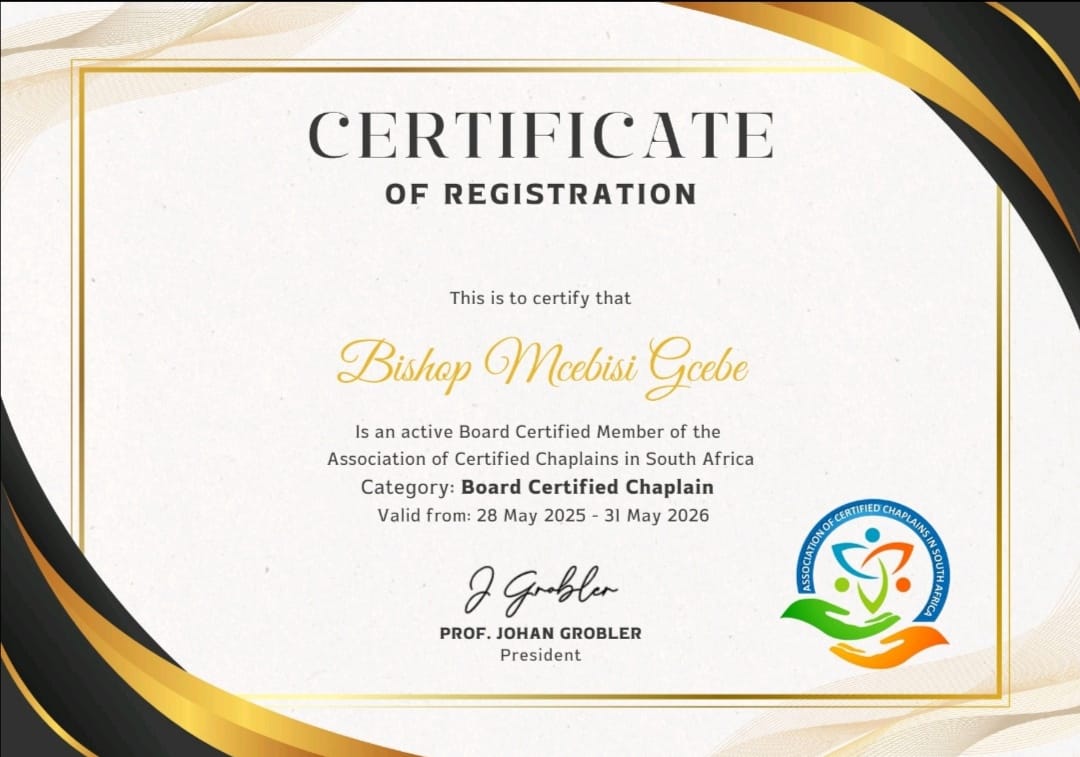 CERTIFICATE
OF REGISTRATION
This is to certify that
Bishop Mcebisi Gcebe
Is an active Board Certified Member of the
Association of Certified Chaplains in South Africa
Category: Board Certified Chaplain
Valid from: 28 May 2025 - 31 May 2026
J Grobler
PROF. JOHAN GROBLER
President
ASSOCIATION OF CERTIFIED CHAPLAINS IN SOUTH AFRICA